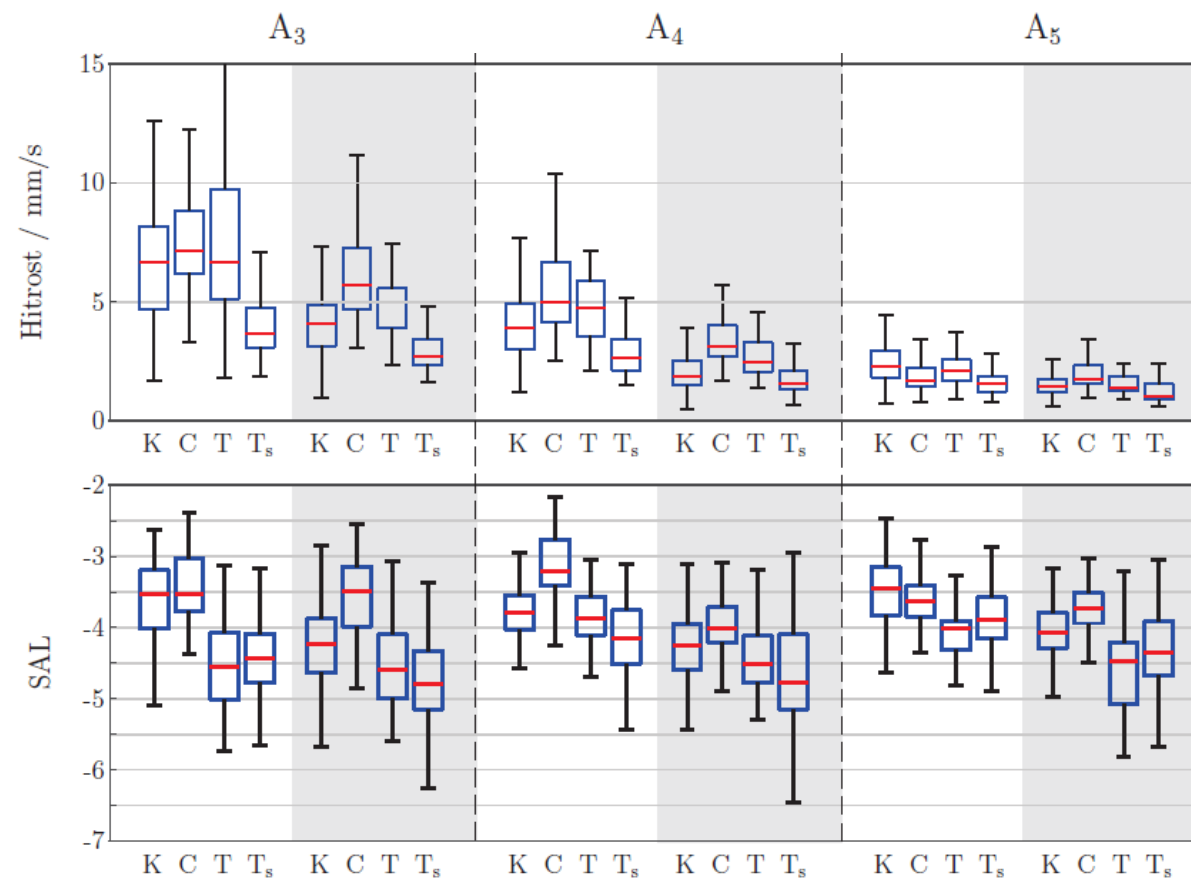 A₃ A₄ A₅
Hitrost / mm/s
15
10
5
0
K C T Tₛ K C T Tₛ K C T Tₛ K C T Tₛ K C T Tₛ K C T Tₛ
SAL
-2
-3
-4
-5
-6
-7
K C T Tₛ K C T Tₛ K C T Tₛ K C T Tₛ K C T Tₛ K C T Tₛ